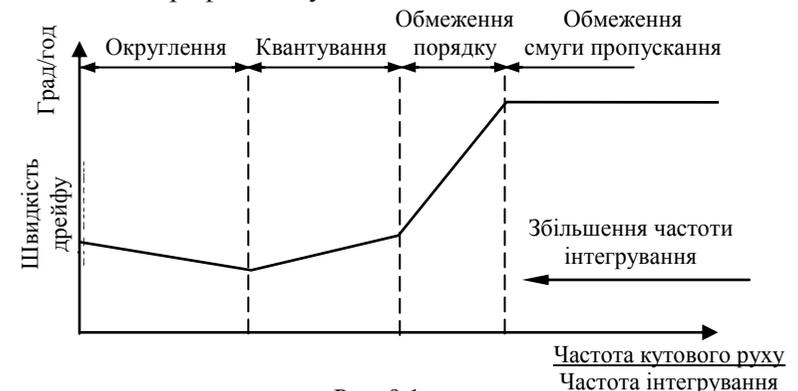 Обмеження
порядку
Обмеження
смуги пропускання
Округлення
Квантування
Град/год
Швидкість
дрейфу
Збільшення частоти
інтегрування
Частота кутового руху
Частота інтегрування